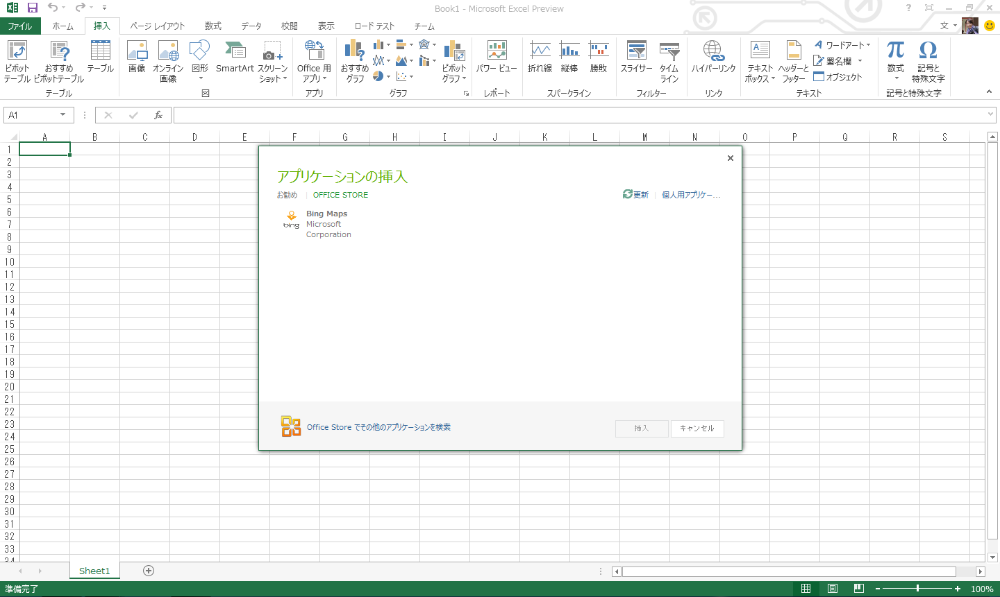 Book1 - Microsoft Excel Preview
ファイル ホーム 挿入 ページ レイアウト 数式 データ 校閲 表示 ロード テスト チーム 文
ピボット テーブル
おすすめ ピボットテーブル
テーブル
テーブル
画像
オンライン 画像
図形
SmartArt
スクリーン ショット
図
Office 用 アプリ
アプリ
おすすめ グラフ
ピボット グラフ
グラフ
パワー ビュー
レポート
折れ線
縦棒
勝敗
スパークライン
スライサー
タイム ライン
フィルター
ハイパーリンク
リンク
テキスト ボックス
ヘッダーと フッター
ワードアート
署名欄
オブジェクト
テキスト
π
数式
Ω
記号と 特殊文字
記号と特殊文字
A1
fx
A B C D E F G H I J K L M N O P Q R S
1
2
3
4
5
6
7
8
9
10
11
12
13
14
15
16
17
18
19
20
21
22
23
24
25
26
27
28
29
30
31
32
33
34
アプリケーションの挿入
お勧め OFFICE STORE 更新 個人用アプリケー...
bing
Bing Maps
Microsoft
Corporation
Office Store でその他のアプリケーションを検索
挿入 キャンセル
Sheet1
準備完了 100%